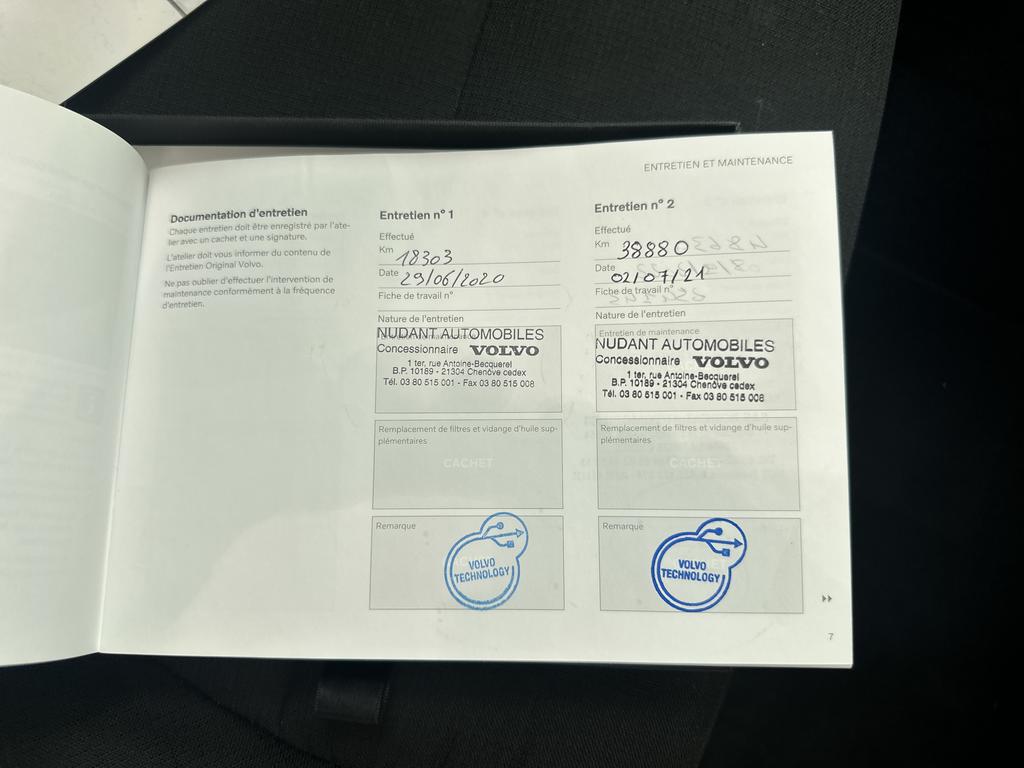 ENTRETIEN ET MAINTENANCE
Documentation d'entretien
Chaque entretien doit être enregistré par l'ate-
lier avec un cachet et une signature.
L'atelier doit vous informer du contenu de
l'Entretien Original Volvo.
Ne pas oublier d'effectuer l'intervention de
maintenance conformément à la fréquence
d'entretien.
Entretien n° 1
Effectué
Km 18303
Date 29/06/2020
Fiche de travail n°
Nature de l'entretien
NUDANT AUTOMOBILES
Concessionnaire VOLVO
1 ter, rue Antoine-Becquerel
B.P. 10189 - 21304 Chenôve cedex
Tél. 03 80 515 001 - Fax 03 80 515 008
Remplacement de filtres et vidange d'huile sup-
plémentaires
CACHET
Remarque
VOLVO
TECHNOLOGY
Entretien n° 2
Effectué
Km 38880
Date 02/07/21
Fiche de travail n°
Nature de l'entretien
Entretien de maintenance
NUDANT AUTOMOBILES
Concessionnaire VOLVO
1 ter, rue Antoine-Becquerel
B.P. 10189 - 21304 Chenôve cedex
Tél. 03 80 515 001 - Fax 03 80 515 008
Remplacement de filtres et vidange d'huile sup-
plémentaires
CACHET
Remarque
VOLVO
TECHNOLOGY
7